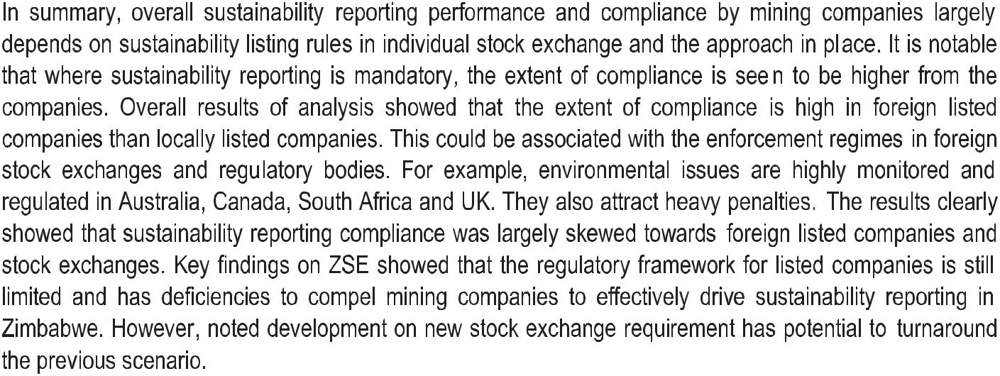 In summary, overall sustainability reporting performance and compliance by mining companies largely
depends on sustainability listing rules in individual stock exchange and the approach in place. It is notable
that where sustainability reporting is mandatory, the extent of compliance is seen to be higher from the
companies. Overall results of analysis showed that the extent of compliance is high in foreign listed
companies than locally listed companies. This could be associated with the enforcement regimes in foreign
stock exchanges and regulatory bodies. For example, environmental issues are highly monitored and
regulated in Australia, Canada, South Africa and UK. They also attract heavy penalties. The results clearly
showed that sustainability reporting compliance was largely skewed towards foreign listed companies and
stock exchanges. Key findings on ZSE showed that the regulatory framework for listed companies is still
limited and has deficiencies to compel mining companies to effectively drive sustainability reporting in
Zimbabwe. However, noted development on new stock exchange requirement has potential to turnaround
the previous scenario.